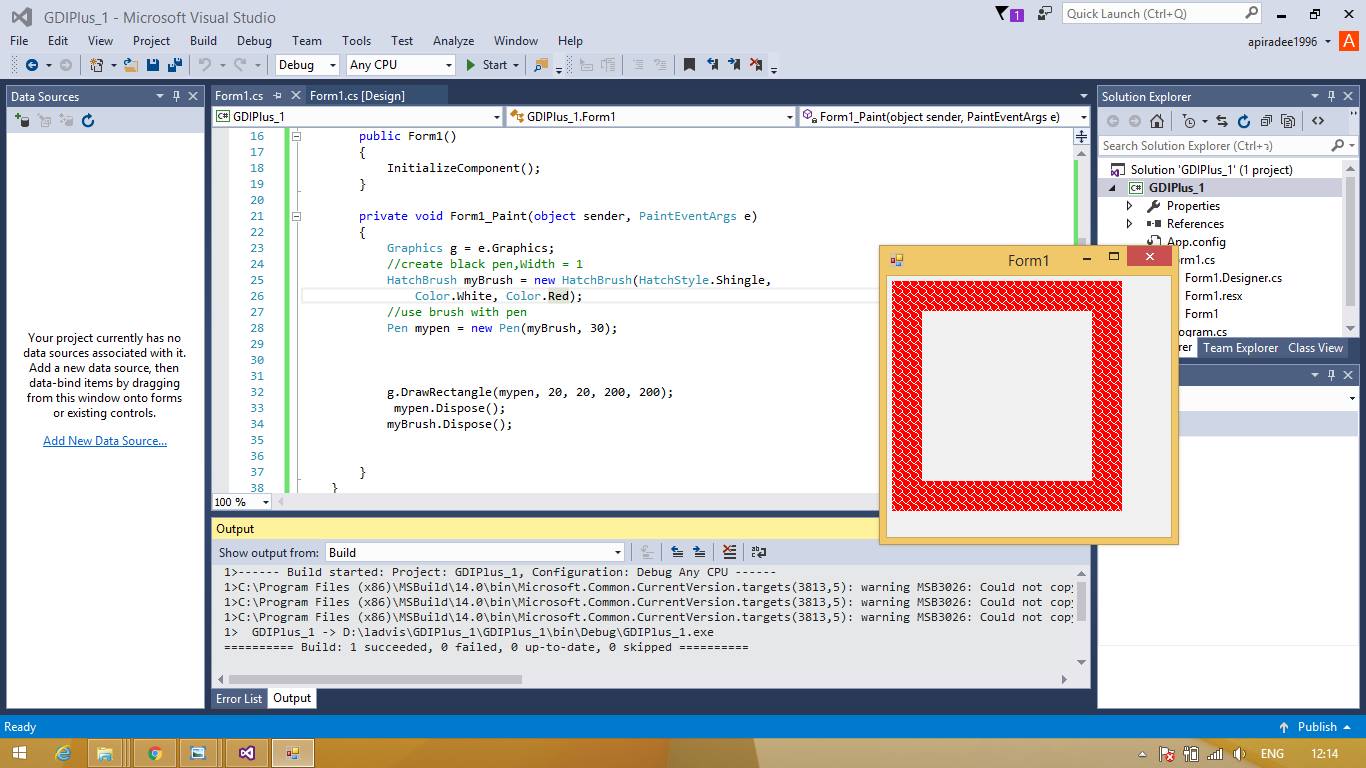 GDIPlus_1 - Microsoft Visual Studio
1
Quick Launch (Ctrl+Q)
File Edit View Project Build Debug Team Tools Test Analyze Window Help
apiradee1996
A
Debug Any CPU Start
Data Sources
Form1.cs Form1.cs [Design]
Solution Explorer
C# GDIPlus_1 GDIPlus_1.Form1 Form1_Paint(object sender, PaintEventArgs e)
16 public Form1()
17 {
18 InitializeComponent();
19 }
20
21 private void Form1_Paint(object sender, PaintEventArgs e)
22 {
23 Graphics g = e.Graphics;
24 //create black pen,Width = 1
25 HatchBrush myBrush = new HatchBrush(HatchStyle.Shingle,
26 Color.White, Color.Red);
27 //use brush with pen
28 Pen mypen = new Pen(myBrush, 30);
29
30
31
32 g.DrawRectangle(mypen, 20, 20, 200, 200);
33 mypen.Dispose();
34 myBrush.Dispose();
35
36
37 }
38 }
100 %
Your project currently has no
data sources associated with it.
Add a new data source, then
data-bind items by dragging
from this window onto forms
or existing controls.
Add New Data Source...
Search Solution Explorer (Ctrl+ว)
Solution 'GDIPlus_1' (1 project)
C# GDIPlus_1
Properties
References
App.config
rm1.cs
Form1.Designer.cs
Form1.resx
Form1
ogram.cs
rer Team Explorer Class View
Form1
Output
Show output from: Build
1>------ Build started: Project: GDIPlus_1, Configuration: Debug Any CPU ------
1>C:\Program Files (x86)\MSBuild\14.0\bin\Microsoft.Common.CurrentVersion.targets(3813,5): warning MSB3026: Could not copy
1>C:\Program Files (x86)\MSBuild\14.0\bin\Microsoft.Common.CurrentVersion.targets(3813,5): warning MSB3026: Could not copy
1>C:\Program Files (x86)\MSBuild\14.0\bin\Microsoft.Common.CurrentVersion.targets(3813,5): warning MSB3026: Could not copy
1> GDIPlus_1 -> D:\ladvis\GDIPlus_1\GDIPlus_1\bin\Debug\GDIPlus_1.exe
========== Build: 1 succeeded, 0 failed, 0 up-to-date, 0 skipped ==========
Error List Output
Ready
Publish
ENG 12:14